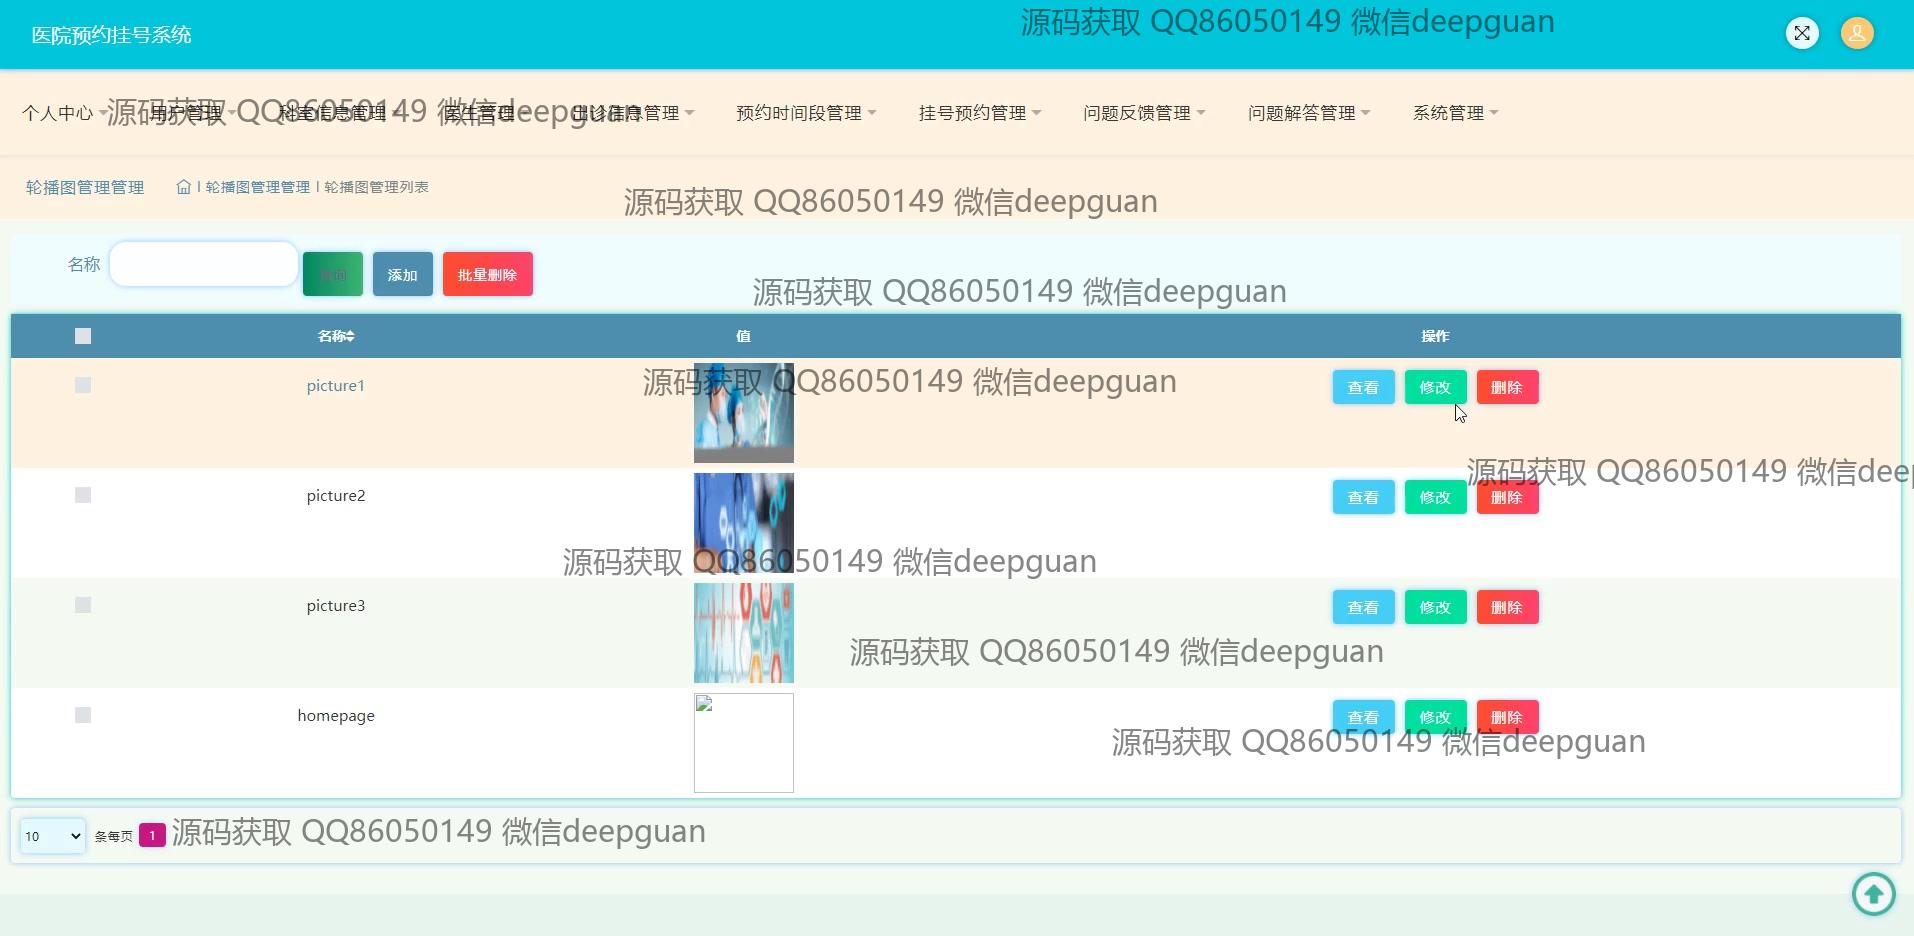 医院预约挂号系统
源码获取 QQ86050149 微信deepguan
个人中心 用户管理 科室信息管理 医生管理 出诊信息管理 预约时间段管理 挂号预约管理 问题反馈管理 问题解答管理 系统管理
源码获取 QQ86050149 微信deepguan
轮播图管理管理 轮播图管理管理 轮播图管理列表
源码获取 QQ86050149 微信deepguan
名称 查询 添加 批量删除
源码获取 QQ86050149 微信deepguan
名称 值 操作
picture1 查看 修改 删除
源码获取 QQ86050149 微信deepguan
源码获取 QQ86050149 微信deep
picture2 查看 修改 删除
源码获取 QQ86050149 微信deepguan
picture3 查看 修改 删除
源码获取 QQ86050149 微信deepguan
homepage 查看 修改 删除
源码获取 QQ86050149 微信deepguan
10 条每页 1
源码获取 QQ86050149 微信deepguan